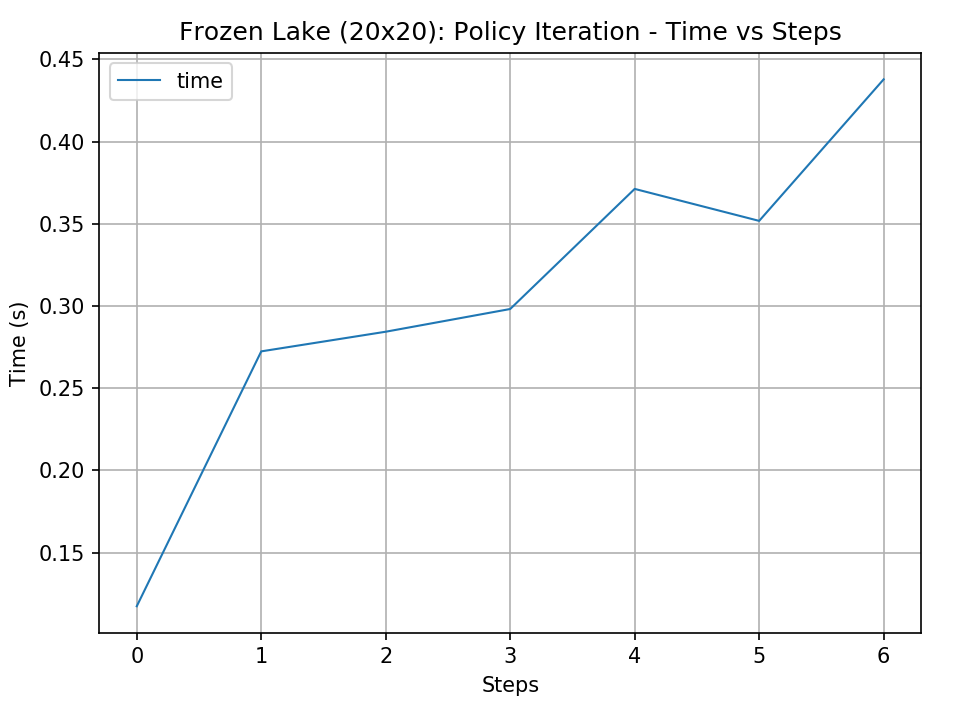 Frozen Lake (20x20): Policy Iteration - Time vs Steps
time
0.45
0.40
0.35
0.30
0.25
0.20
0.15
Time (s)
0 1 2 3 4 5 6
Steps